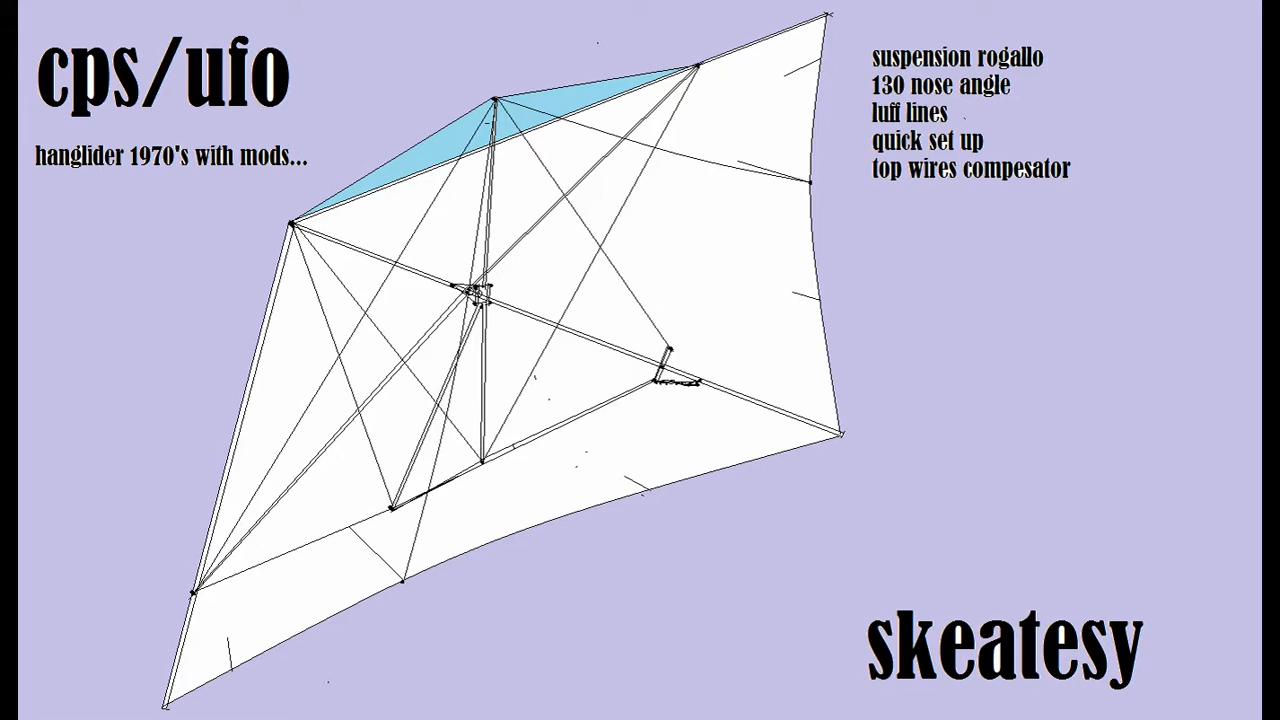 cps/ufo
hanglider 1970's with mods...
suspension rogallo
130 nose angle
luff lines
quick set up
top wires compesator
skeatesy